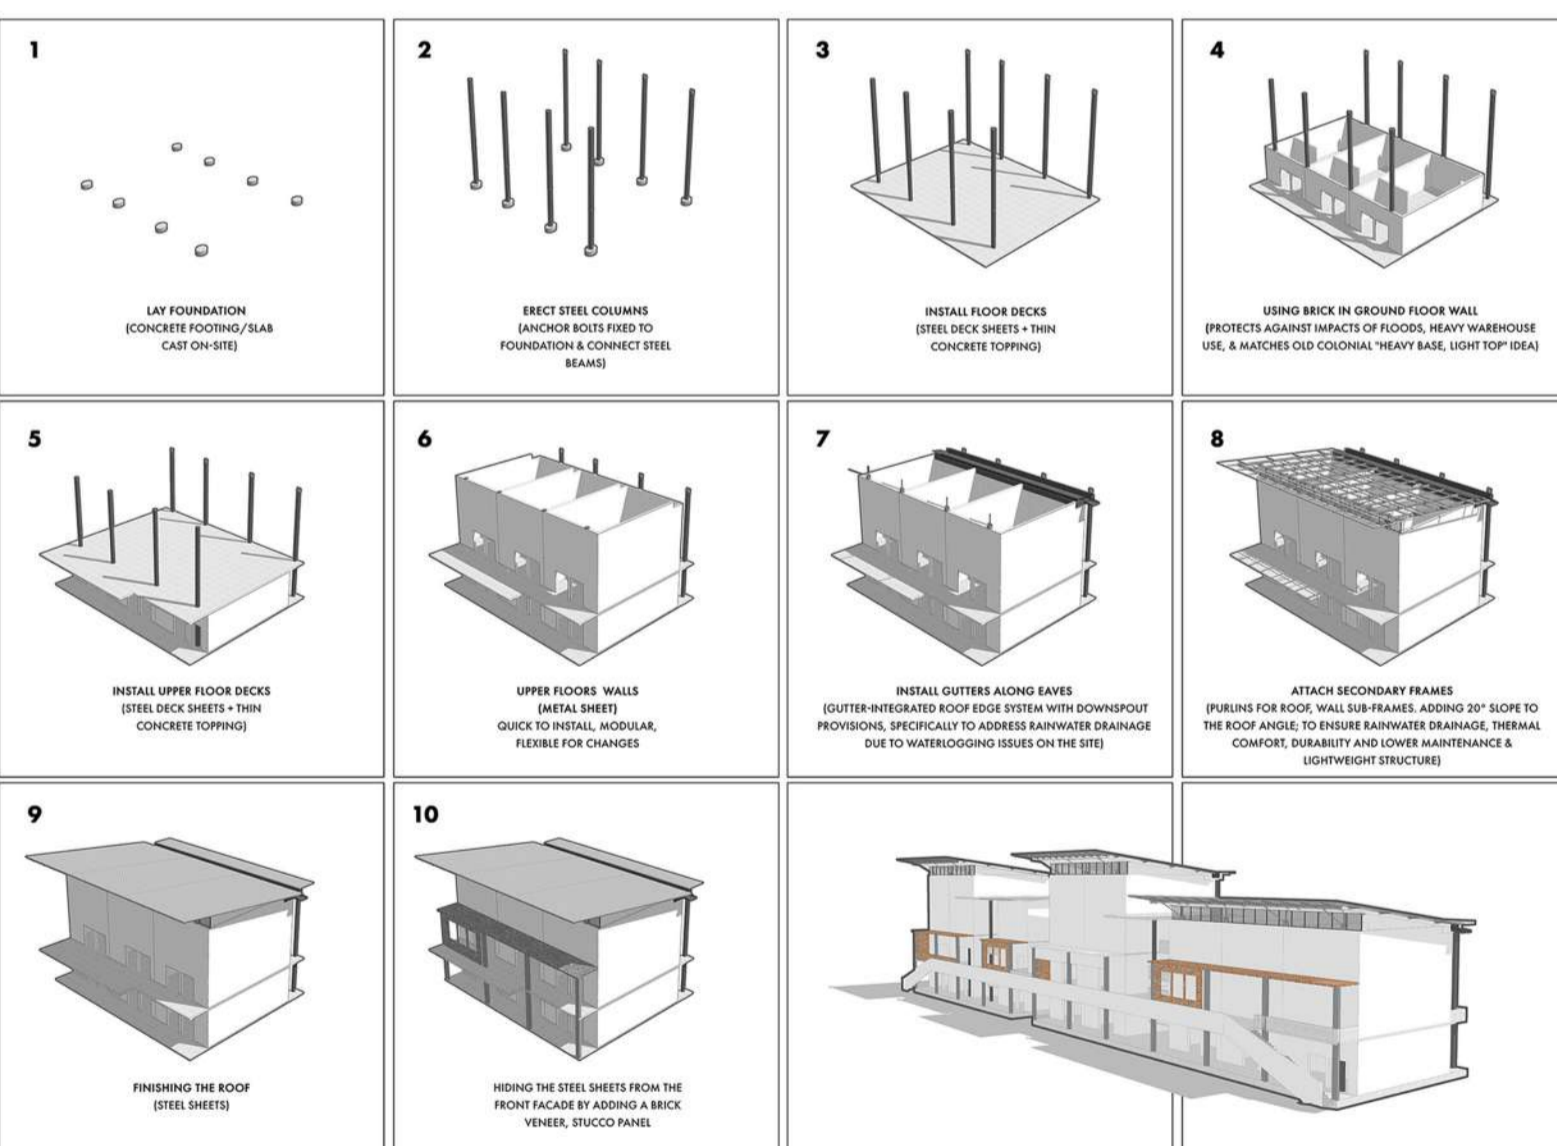 1
LAY FOUNDATION
(CONCRETE FOOTING/SLAB
CAST ON-SITE)
2
ERECT STEEL COLUMNS
(ANCHOR BOLTS FIXED TO
FOUNDATION & CONNECT STEEL
BEAMS)
3
INSTALL FLOOR DECKS
(STEEL DECK SHEETS + THIN
CONCRETE TOPPING)
4
USING BRICK IN GROUND FLOOR WALL
(PROTECTS AGAINST IMPACTS OF FLOODS, HEAVY WAREHOUSE
USE, & MATCHES OLD COLONIAL "HEAVY BASE, LIGHT TOP" IDEA)
5
INSTALL UPPER FLOOR DECKS
(STEEL DECK SHEETS + THIN
CONCRETE TOPPING)
6
UPPER FLOORS WALLS
(METAL SHEET)
QUICK TO INSTALL, MODULAR,
FLEXIBLE FOR CHANGES
7
INSTALL GUTTERS ALONG EAVES
(GUTTER-INTEGRATED ROOF EDGE SYSTEM WITH DOWNSPOUT
PROVISIONS, SPECIFICALLY TO ADDRESS RAINWATER DRAINAGE
DUE TO WATERLOGGING ISSUES ON THE SITE)
8
ATTACH SECONDARY FRAMES
(PURLINS FOR ROOF, WALL SUB-FRAMES. ADDING 20° SLOPE TO
THE ROOF ANGLE; TO ENSURE RAINWATER DRAINAGE, THERMAL
COMFORT, DURABILITY AND LOWER MAINTENANCE &
LIGHTWEIGHT STRUCTURE)
9
FINISHING THE ROOF
(STEEL SHEETS)
10
HIDING THE STEEL SHEETS FROM THE
FRONT FACADE BY ADDING A BRICK
VENEER, STUCCO PANEL